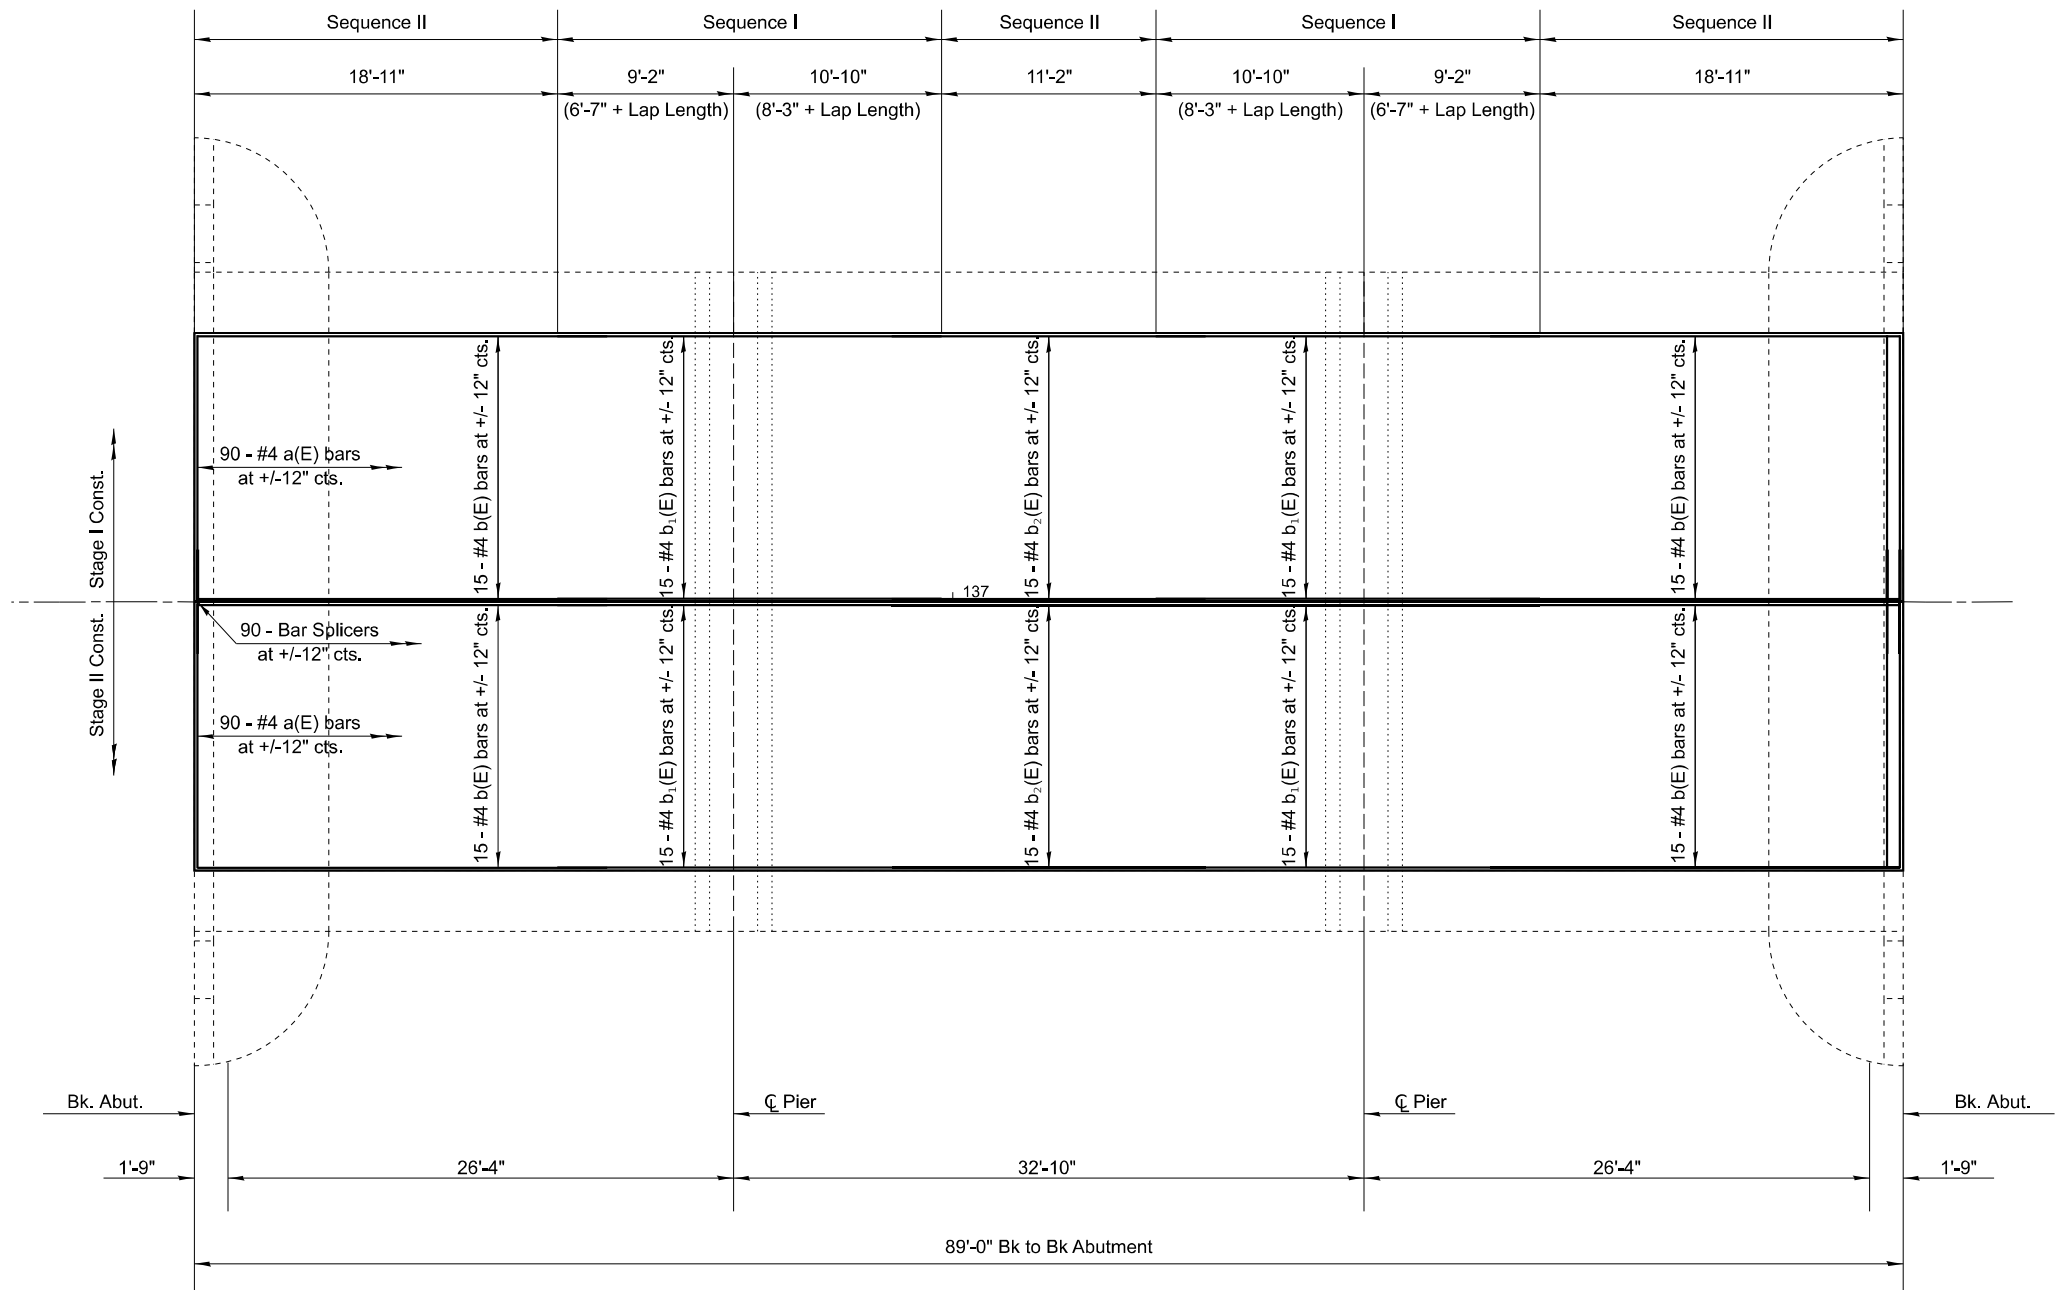 Sequence II
Sequence I
Sequence II
Sequence I
Sequence II
18'-11"
9'-2"
10'-10"
11'-2"
10'-10"
9'-2"
18'-11"
(6'-7" + Lap Length)
(8'-3" + Lap Length)
(8'-3" + Lap Length)
(6'-7" + Lap Length)
15 - #4 b(E) bars at +/- 12" cts.
15 - #4 b₁(E) bars at +/- 12" cts.
15 - #4 b₂(E) bars at +/- 12" cts.
15 - #4 b₁(E) bars at +/- 12" cts.
15 - #4 b(E) bars at +/- 12" cts.
Stage I Const.
90 - #4 a(E) bars
at +/-12" cts.
137
Stage II Const.
90 - Bar Splicers
at +/-12" cts.
90 - #4 a(E) bars
at +/-12" cts.
15 - #4 b(E) bars at +/- 12" cts.
15 - #4 b₁(E) bars at +/- 12" cts.
15 - #4 b₂(E) bars at +/- 12" cts.
15 - #4 b₁(E) bars at +/- 12" cts.
15 - #4 b(E) bars at +/- 12" cts.
Bk. Abut.
℄ Pier
℄ Pier
Bk. Abut.
1'-9"
26'-4"
32'-10"
26'-4"
1'-9"
89'-0" Bk to Bk Abutment